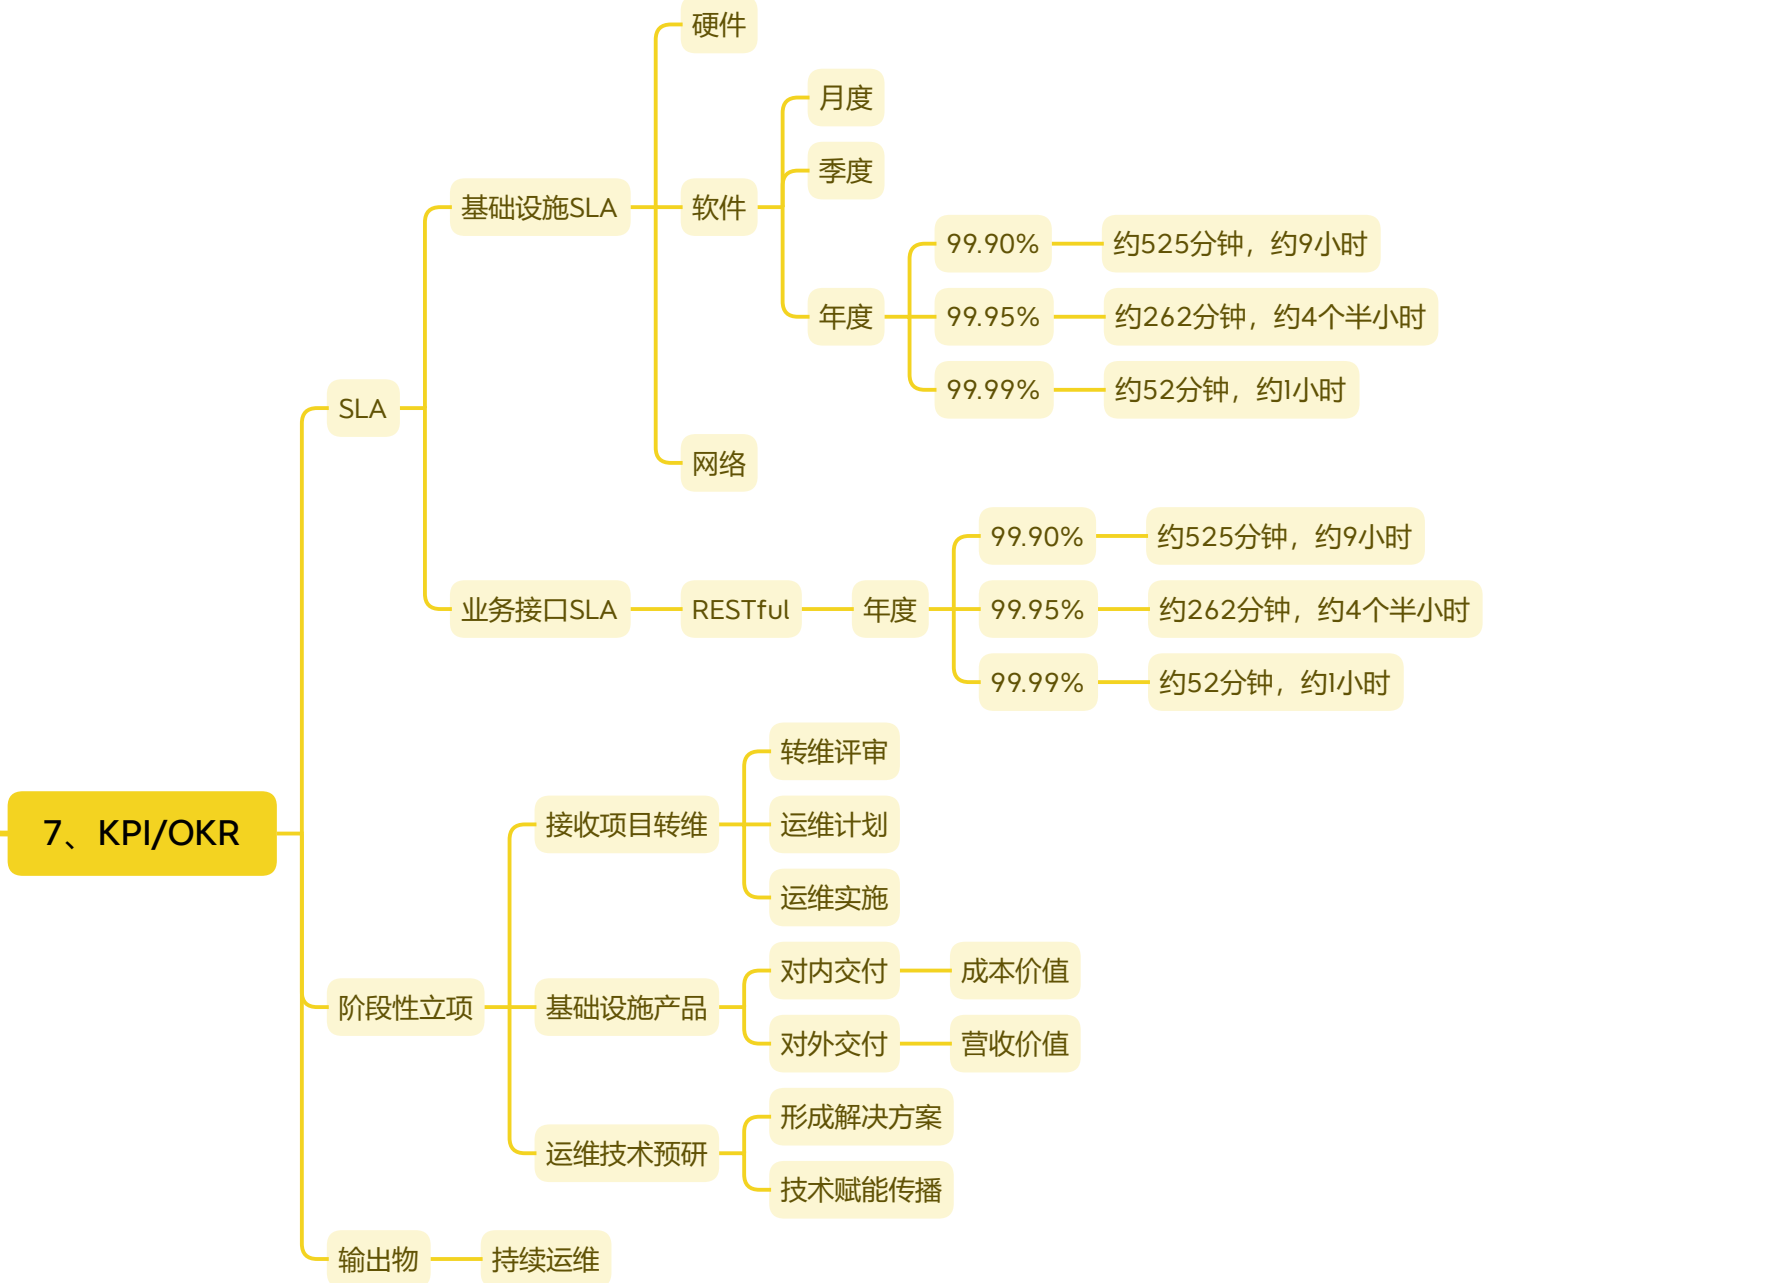 硬件
月度
季度
基础设施SLA
软件
99.90%
约525分钟，约9小时
年度
99.95%
约262分钟，约4个半小时
99.99%
约52分钟，约1小时
SLA
网络
99.90%
约525分钟，约9小时
业务接口SLA
RESTful
年度
99.95%
约262分钟，约4个半小时
99.99%
约52分钟，约1小时
转维评审
7、KPI/OKR
接收项目转维
运维计划
运维实施
对内交付
成本价值
阶段性立项
基础设施产品
对外交付
营收价值
形成解决方案
运维技术预研
技术赋能传播
输出物
持续运维